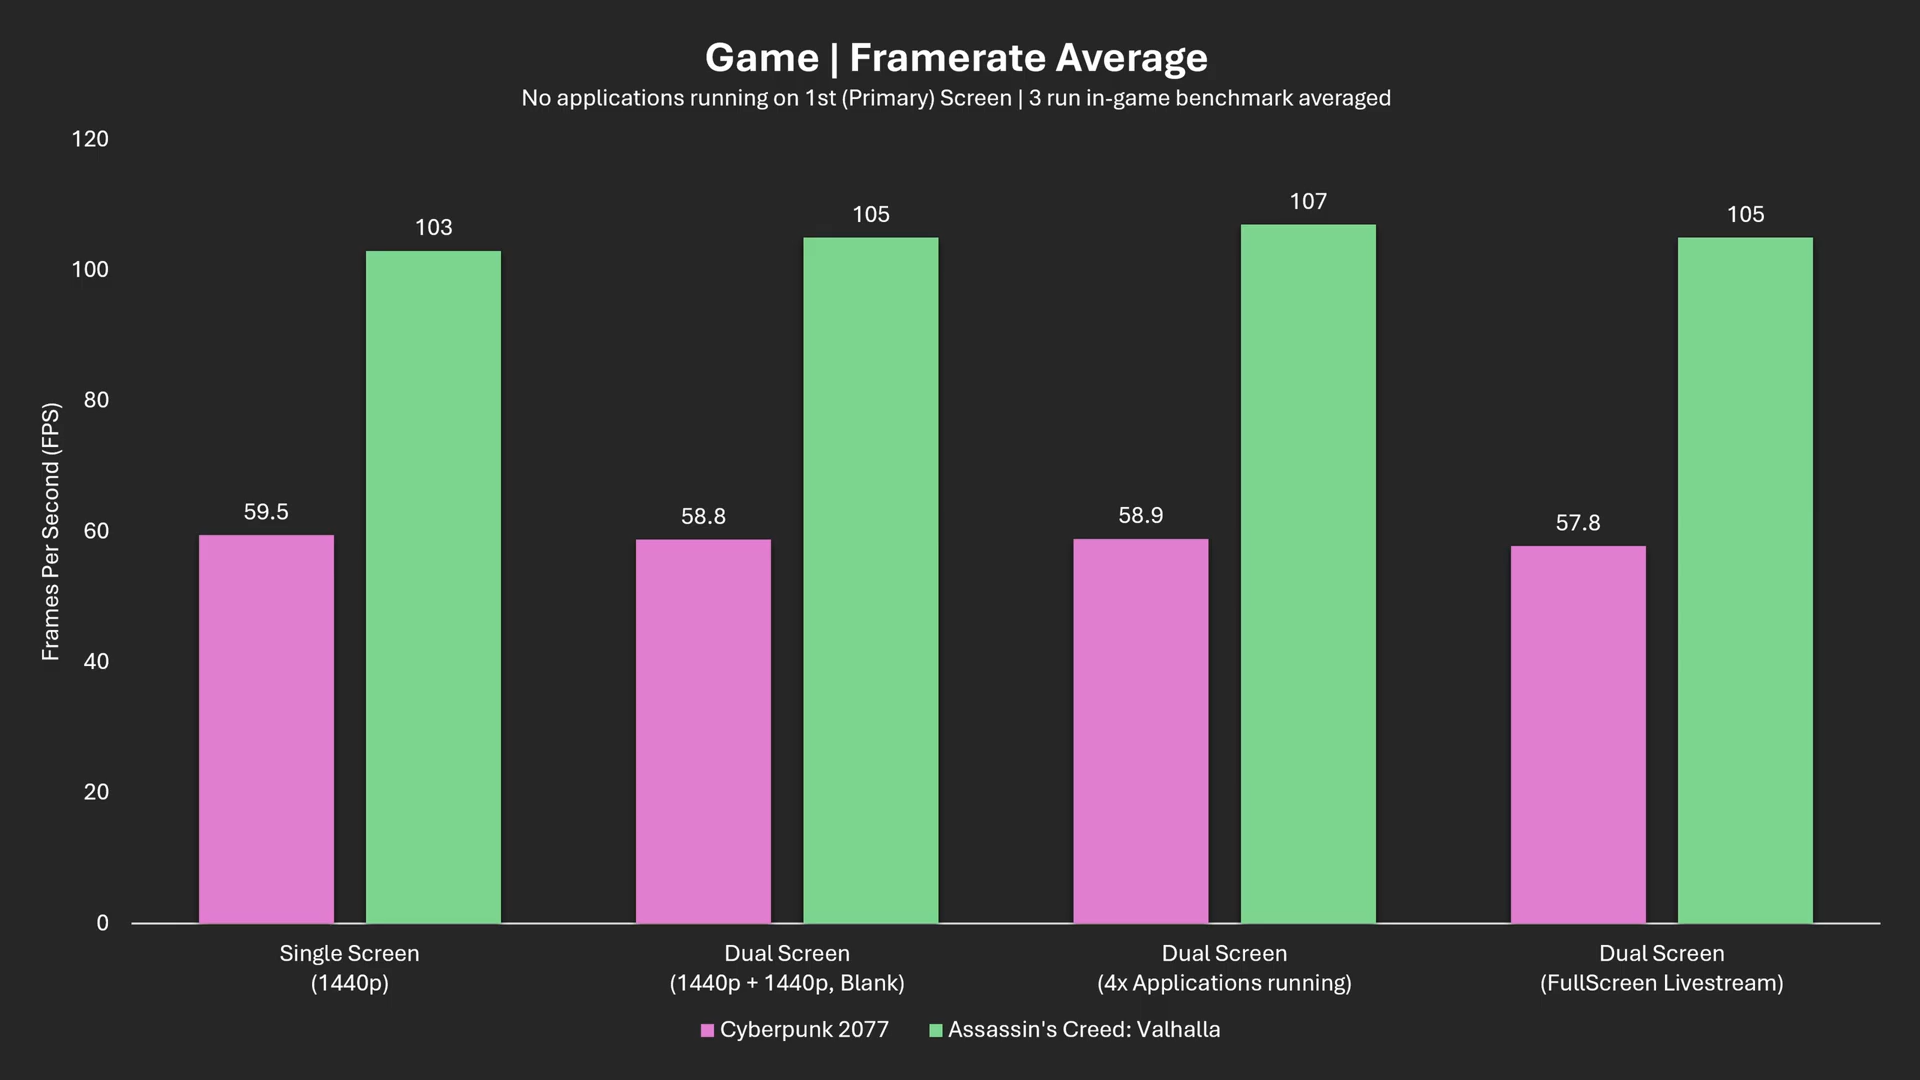 Game | Framerate Average
No applications running on 1st (Primary) Screen | 3 run in-game benchmark averaged
Frames Per Second (FPS)
120
100
80
60
40
20
0
59.5
103
58.8
105
58.9
107
57.8
105
Single Screen
(1440p)
Dual Screen
(1440p + 1440p, Blank)
Dual Screen
(4x Applications running)
Dual Screen
(FullScreen Livestream)
Cyberpunk 2077
Assassin's Creed: Valhalla